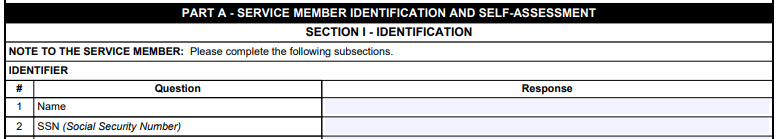 PART A - SERVICE MEMBER IDENTIFICATION AND SELF-ASSESSMENT
SECTION I - IDENTIFICATION
NOTE TO THE SERVICE MEMBER: Please complete the following subsections.
IDENTIFIER
# Question Response
1 Name
2 SSN (Social Security Number)